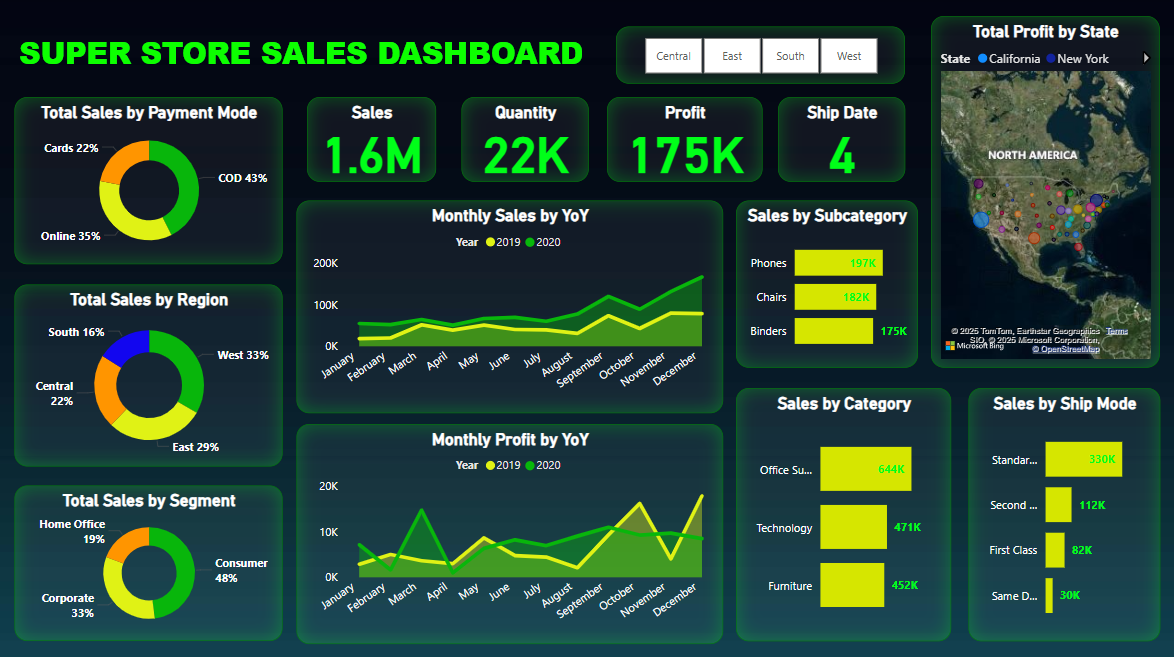 SUPER STORE SALES DASHBOARD
Central
East
South
West
Total Profit by State
State California New York
NORTH AMERICA
© 2025 TomTom, Earthstar Geographics Terms
SIO, © 2025 Microsoft Corporation,
Microsoft Bing
© OpenStreetMap
Total Sales by Payment Mode
Cards 22%
COD 43%
Online 35%
Sales
1.6M
Quantity
22K
Profit
175K
Ship Date
4
Total Sales by Region
South 16%
West 33%
Central
22%
East 29%
Total Sales by Segment
Home Office
19%
Consumer
48%
Corporate
33%
Monthly Sales by YoY
Year 2019 2020
200K
100K
0K
January
February
March
April
May
June
July
August
September
October
November
December
Monthly Profit by YoY
Year 2019 2020
20K
10K
0K
January
February
March
April
May
June
July
August
September
October
November
December
Sales by Subcategory
Phones 197K
Chairs 182K
Binders 175K
Sales by Category
Office Su... 644K
Technology 471K
Furniture 452K
Sales by Ship Mode
Standar... 330K
Second ... 112K
First Class 82K
Same D... 30K